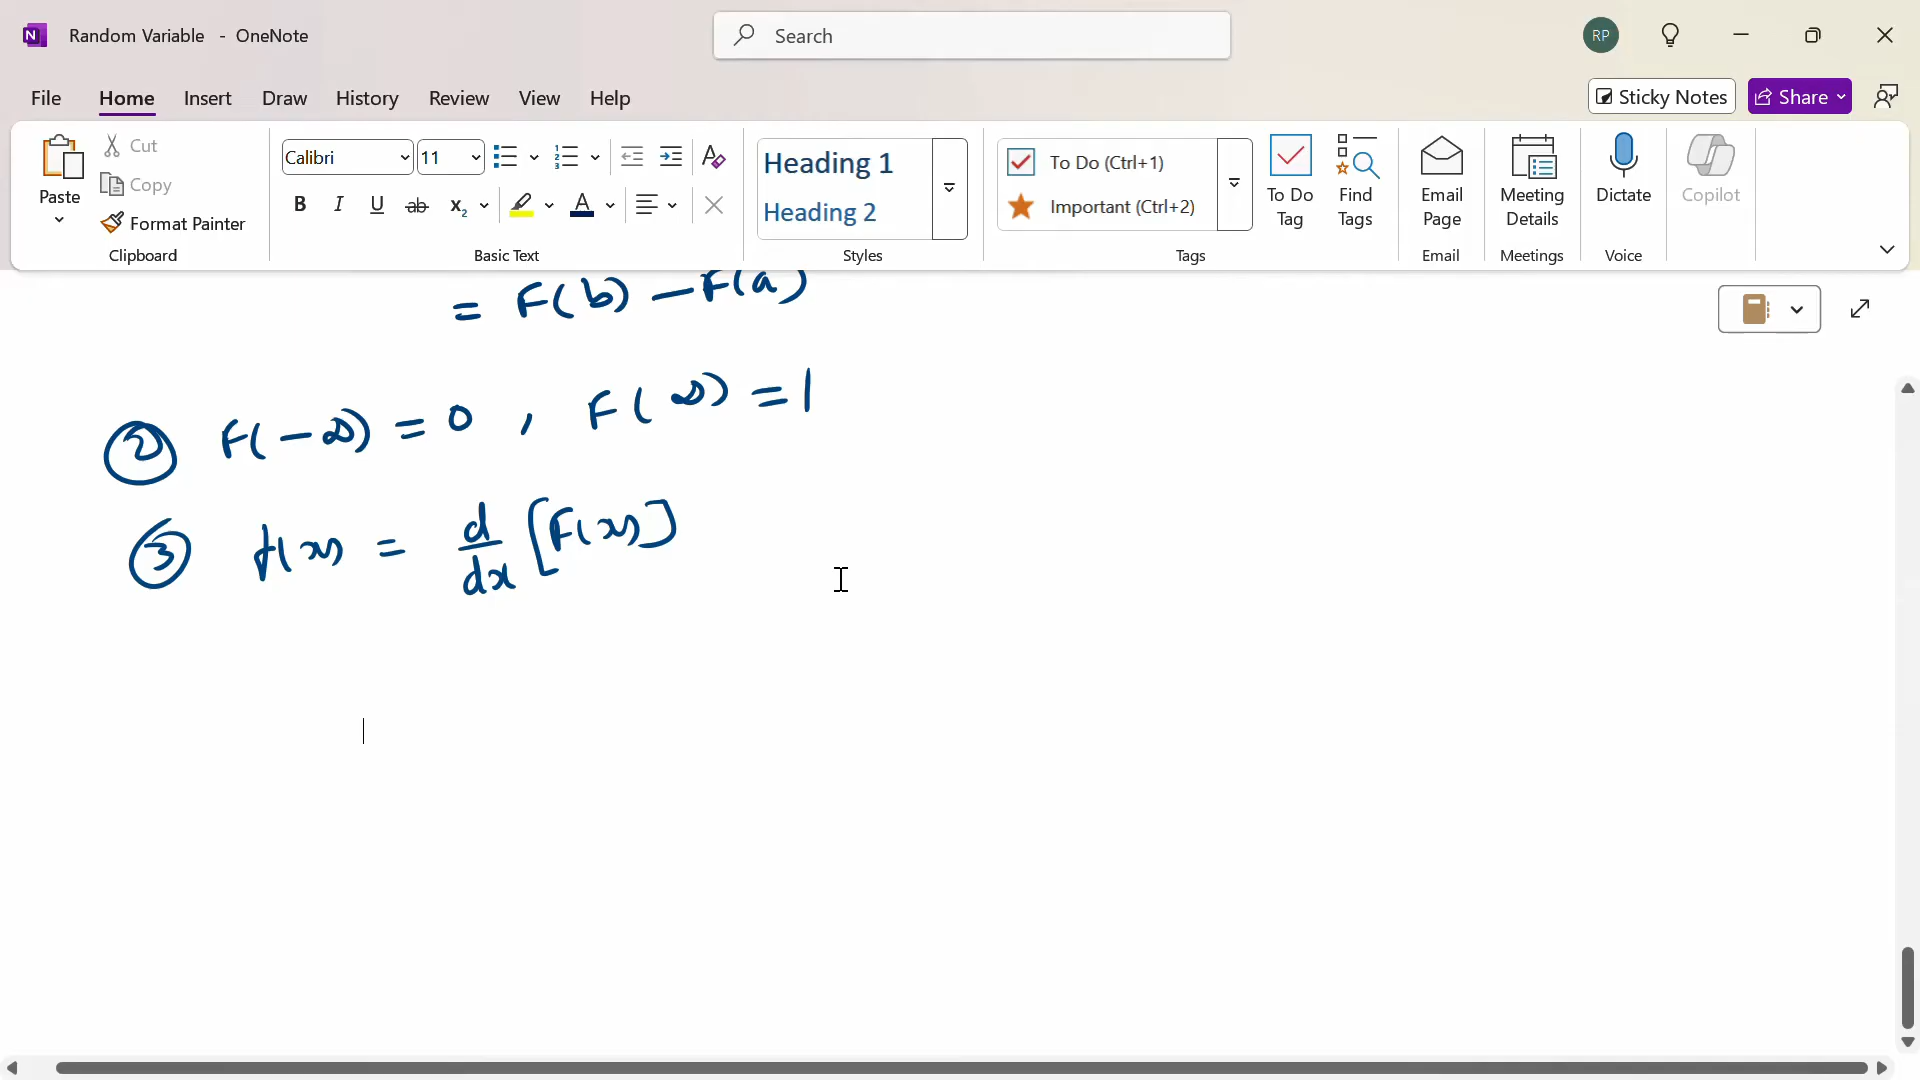 Random Variable - OneNote
Search
RP
File Home Insert Draw History Review View Help
Sticky Notes
Share
Paste
Cut
Copy
Format Painter
Clipboard
Calibri 11
B I U ab x₂ A
Basic Text
Heading 1
Heading 2
Styles
To Do (Ctrl+1)
Important (Ctrl+2)
To Do Tag
Find Tags
Tags
Email Page
Email
Meeting Details
Meetings
Dictate
Voice
Copilot
= F(b) – F(a)
② F(-∞) = 0 , F(∞) = 1
③ f(x) = d/dx [F(x)]